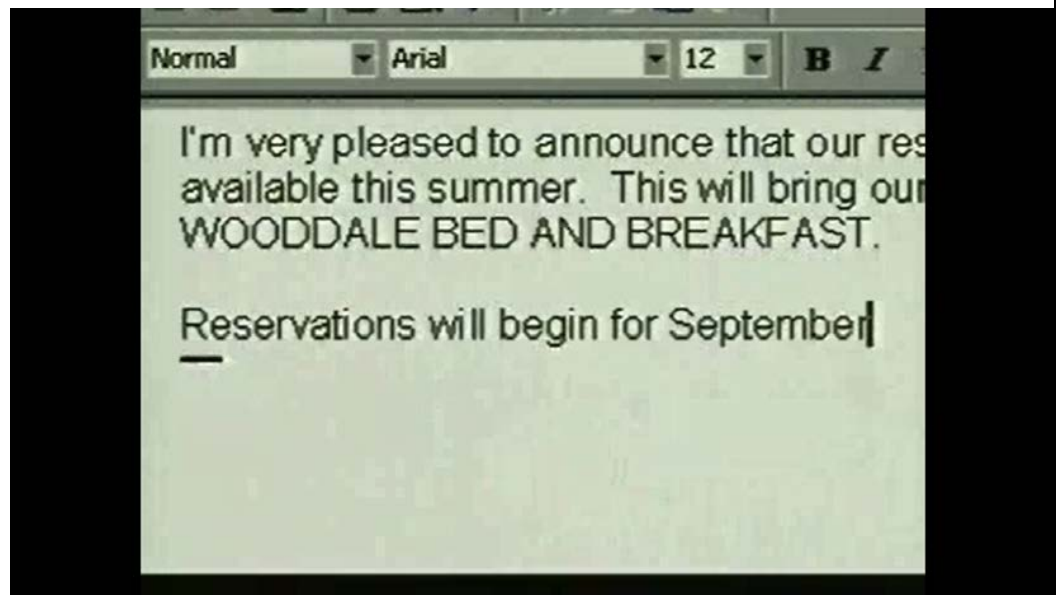 Normal Arial 12 B I
I'm very pleased to announce that our res
available this summer.  This will bring our
WOODDALE BED AND BREAKFAST.
Reservations will begin for September